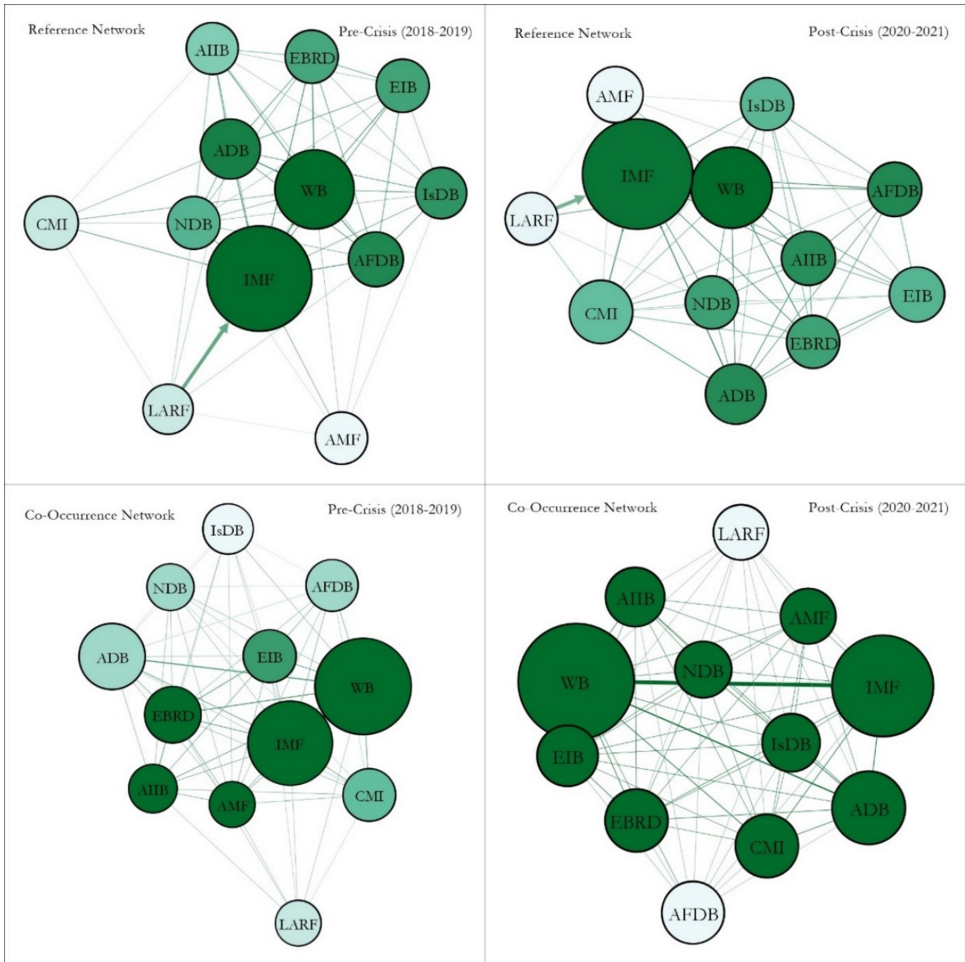 Reference Network
Pre-Crisis (2018-2019)
AIIB
EBRD
EIB
ADB
WB
IsDB
CMI
NDB
AFDB
IMF
LARF
AMF
Reference Network
Post-Crisis (2020-2021)
AMF
IsDB
IMF
WB
AFDB
LARF
AIIB
EIB
CMI
NDB
EBRD
ADB
Co-Occurrence Network
Pre-Crisis (2018-2019)
IsDB
NDB
AFDB
ADB
EIB
WB
EBRD
IMF
AIIB
AMF
CMI
LARF
Co-Occurrence Network
Post-Crisis (2020-2021)
LARF
AIIB
AMF
WB
NDB
IMF
EIB
IsDB
EBRD
ADB
CMI
AFDB